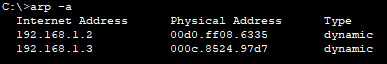 C:\>arp -a
Internet Address Physical Address Type
192.168.1.2 00d0.ff08.6335 dynamic
192.168.1.3 000c.8524.97d7 dynamic